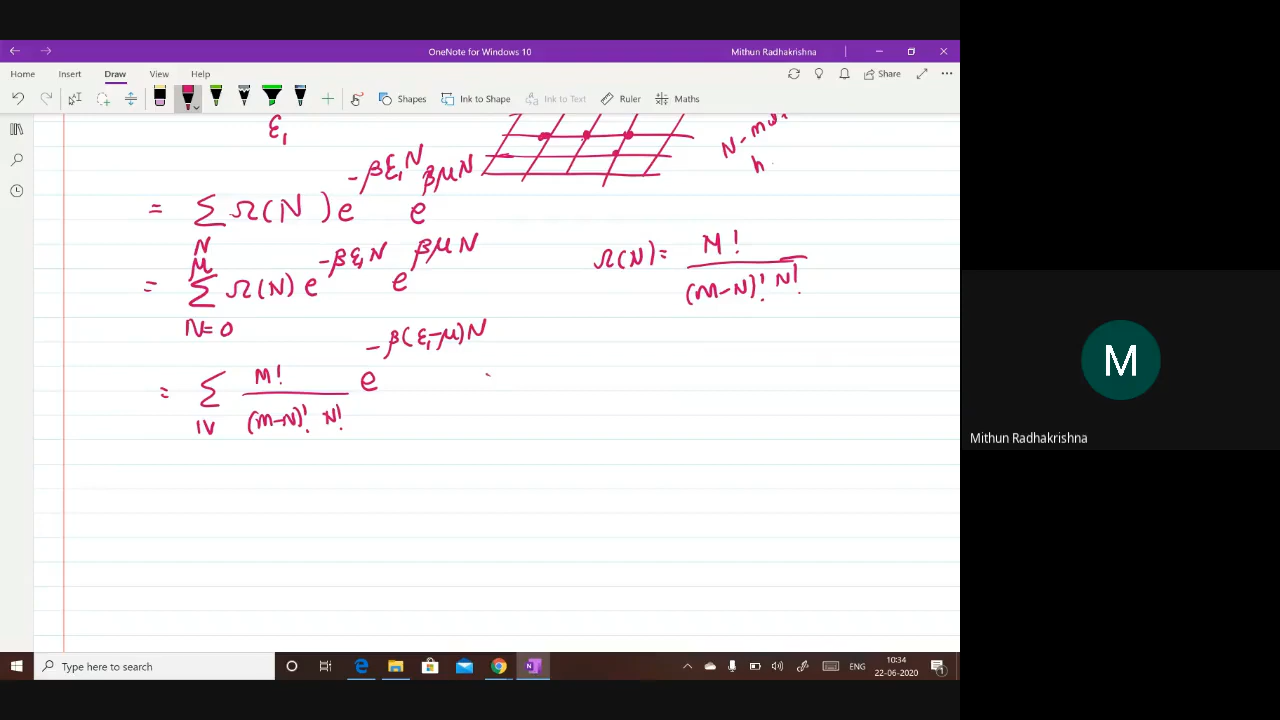 OneNote for Windows 10
Mithun Radhakrishna
Home Insert Draw View Help
Share
Shapes Ink to Shape Ink to Text Ruler Maths
ε₁
N-
= Σ_N Ω(N) e^{-βε₁N} e^{βμN}
= Σ_{N=0}^{M} Ω(N) e^{-βε₁N} e^{βμN}
Ω(N) = M! / (M-N)! N!
= Σ_N M! / (M-N)! N! e^{-β(ε₁-μ)N}
M
Mithun Radhakrishna
Type here to search
ENG
10:34
22-06-2020